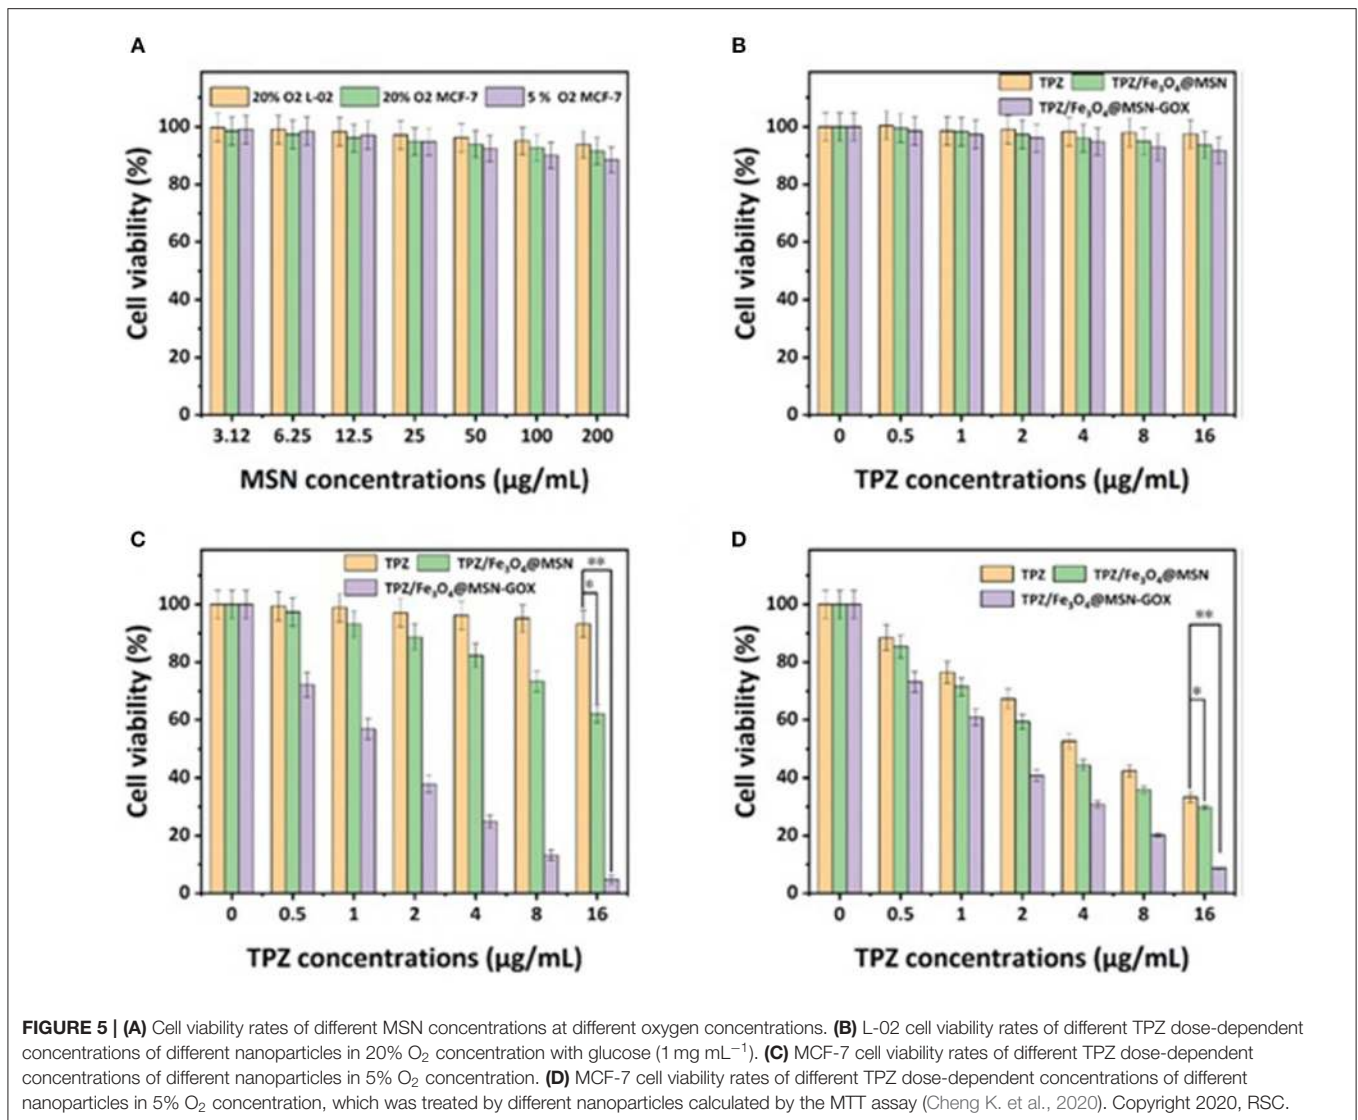 A
20% O2 L-02 20% O2 MCF-7 5 % O2 MCF-7
Cell viability (%)
100
80
60
40
20
0
3.12 6.25 12.5 25 50 100 200
MSN concentrations (µg/mL)
B
TPZ TPZ/Fe₃O₄@MSN
TPZ/Fe₃O₄@MSN-GOX
Cell viability (%)
100
80
60
40
20
0
0 0.5 1 2 4 8 16
TPZ concentrations (µg/mL)
C
TPZ TPZ/Fe₃O₄@MSN
TPZ/Fe₃O₄@MSN-GOX
**
*
Cell viability (%)
100
80
60
40
20
0
0 0.5 1 2 4 8 16
TPZ concentrations (µg/mL)
D
TPZ TPZ/Fe₃O₄@MSN
TPZ/Fe₃O₄@MSN-GOX
**
*
Cell viability (%)
100
80
60
40
20
0
0 0.5 1 2 4 8 16
TPZ concentrations (µg/mL)
FIGURE 5 | (A) Cell viability rates of different MSN concentrations at different oxygen concentrations. (B) L-02 cell viability rates of different TPZ dose-dependent
concentrations of different nanoparticles in 20% O₂ concentration with glucose (1 mg mL⁻¹). (C) MCF-7 cell viability rates of different TPZ dose-dependent
concentrations of different nanoparticles in 5% O₂ concentration. (D) MCF-7 cell viability rates of different TPZ dose-dependent concentrations of different
nanoparticles in 5% O₂ concentration, which was treated by different nanoparticles calculated by the MTT assay (Cheng K. et al., 2020). Copyright 2020, RSC.